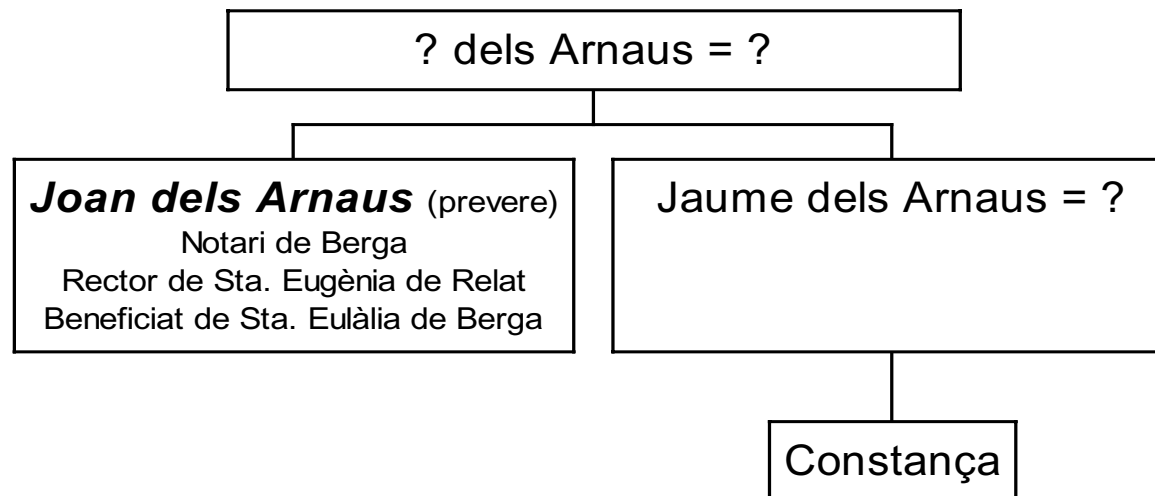 ? dels Arnaus = ?
Joan dels Arnaus (prevere)
Notari de Berga
Rector de Sta. Eugènia de Relat
Beneficiat de Sta. Eulàlia de Berga
Jaume dels Arnaus = ?
Constança